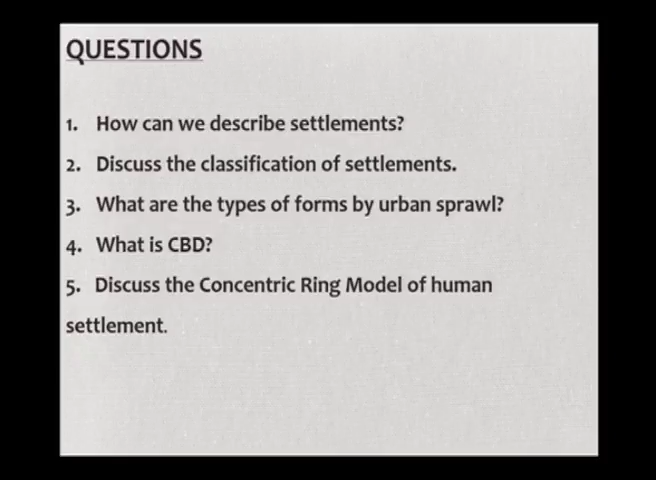 QUESTIONS
1. How can we describe settlements?
2. Discuss the classification of settlements.
3. What are the types of forms by urban sprawl?
4. What is CBD?
5. Discuss the Concentric Ring Model of human
settlement.